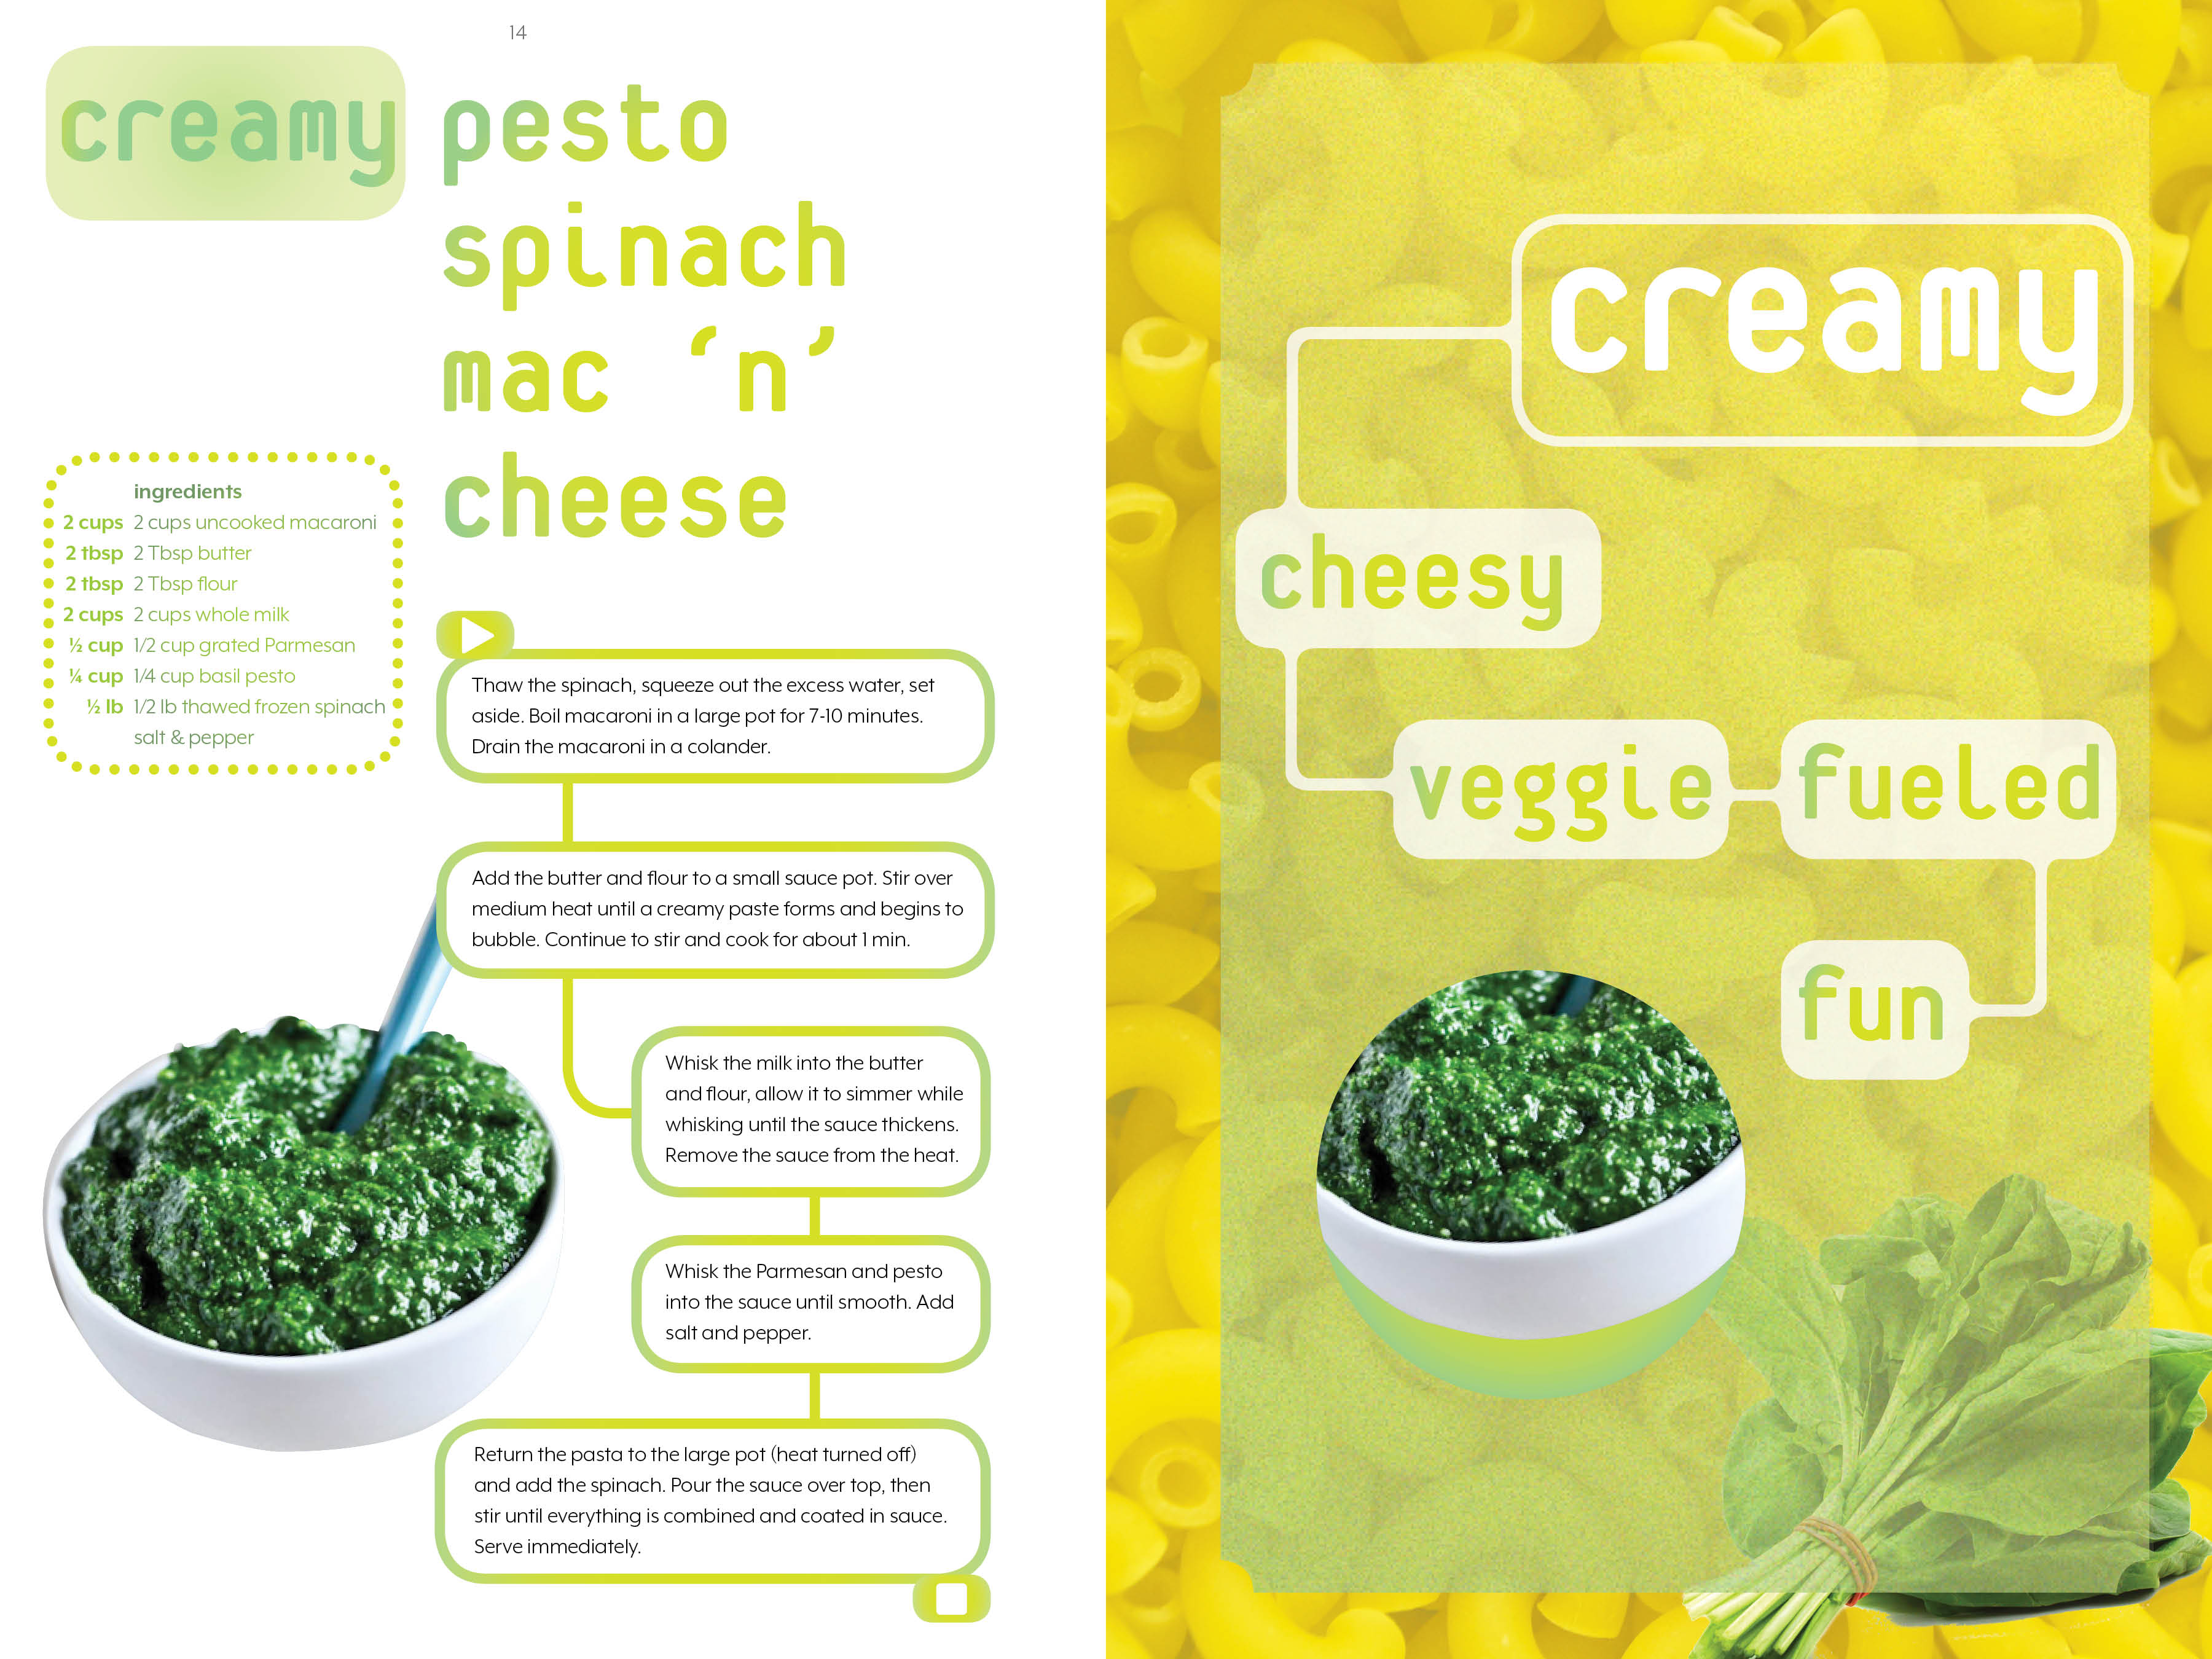 14
creamy pesto
spinach
mac ‘n’
cheese
ingredients
2 cups 2 cups uncooked macaroni
2 tbsp 2 Tbsp butter
2 tbsp 2 Tbsp flour
2 cups 2 cups whole milk
½ cup 1/2 cup grated Parmesan
¼ cup 1/4 cup basil pesto
½ lb 1/2 lb thawed frozen spinach
salt & pepper
Thaw the spinach, squeeze out the excess water, set
aside. Boil macaroni in a large pot for 7-10 minutes.
Drain the macaroni in a colander.
Add the butter and flour to a small sauce pot. Stir over
medium heat until a creamy paste forms and begins to
bubble. Continue to stir and cook for about 1 min.
Whisk the milk into the butter
and flour, allow it to simmer while
whisking until the sauce thickens.
Remove the sauce from the heat.
Whisk the Parmesan and pesto
into the sauce until smooth. Add
salt and pepper.
Return the pasta to the large pot (heat turned off)
and add the spinach. Pour the sauce over top, then
stir until everything is combined and coated in sauce.
Serve immediately.
creamy
cheesy
veggie fueled
fun